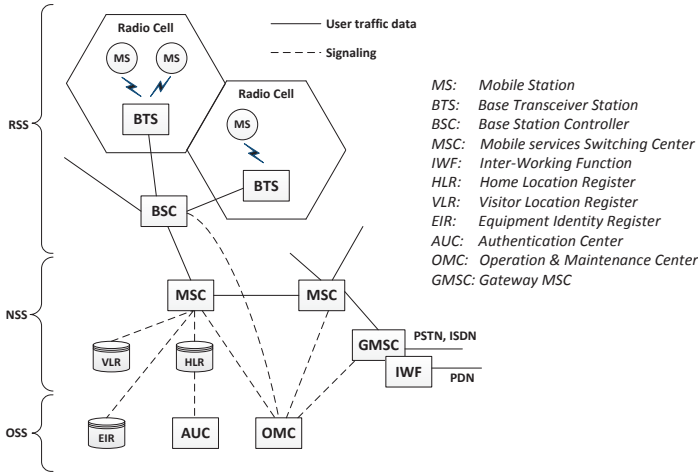 Radio Cell
User traffic data
Signaling
MS
MS
BTS
Radio Cell
MS
BTS
RSS
BSC
MS: Mobile Station
BTS: Base Transceiver Station
BSC: Base Station Controller
MSC: Mobile services Switching Center
IWF: Inter-Working Function
HLR: Home Location Register
VLR: Visitor Location Register
EIR: Equipment Identity Register
AUC: Authentication Center
OMC: Operation & Maintenance Center
GMSC: Gateway MSC
NSS
MSC
MSC
VLR
HLR
GMSC
PSTN, ISDN
IWF
PDN
OSS
EIR
AUC
OMC